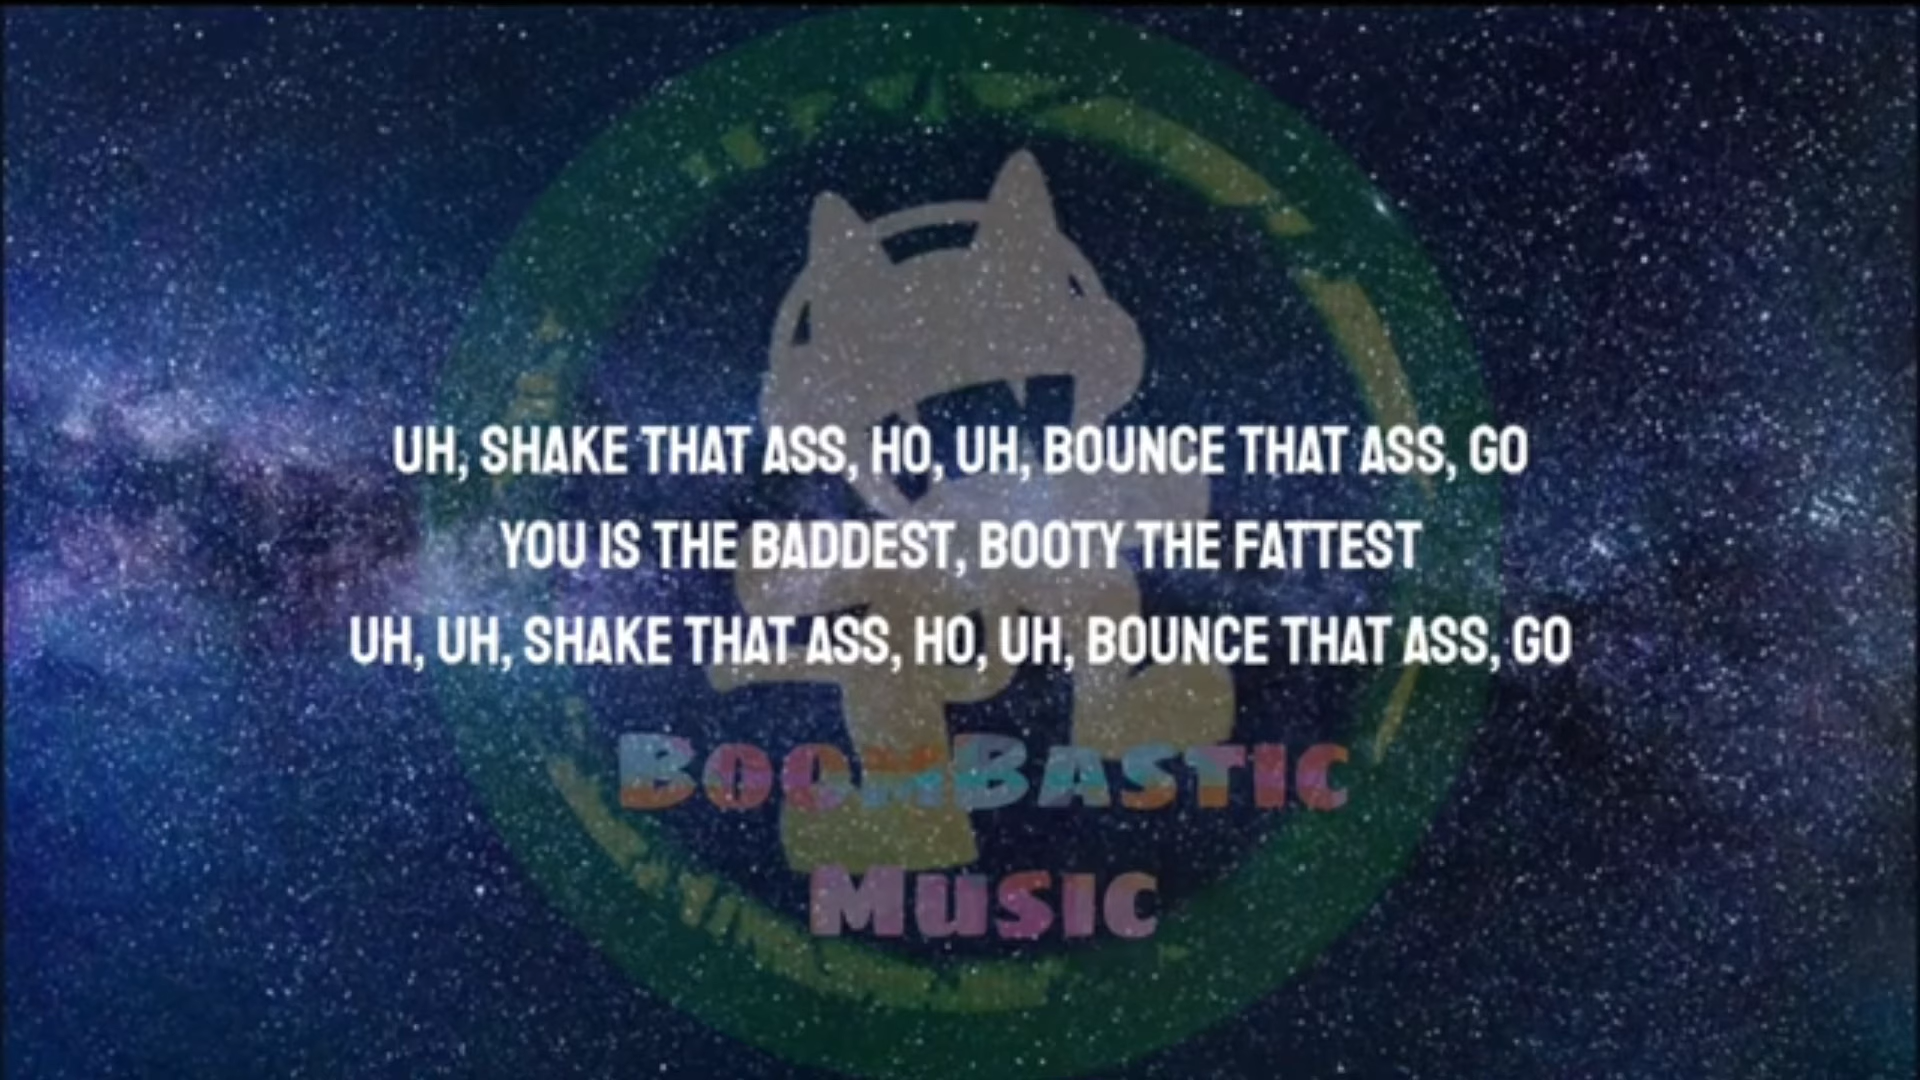 UH, SHAKE THAT ASS, HO, UH, BOUNCE THAT ASS, GO
YOU IS THE BADDEST, BOOTY THE FATTEST
UH, UH, SHAKE THAT ASS, HO, UH, BOUNCE THAT ASS, GO
BOOMBASTIC
MUSIC